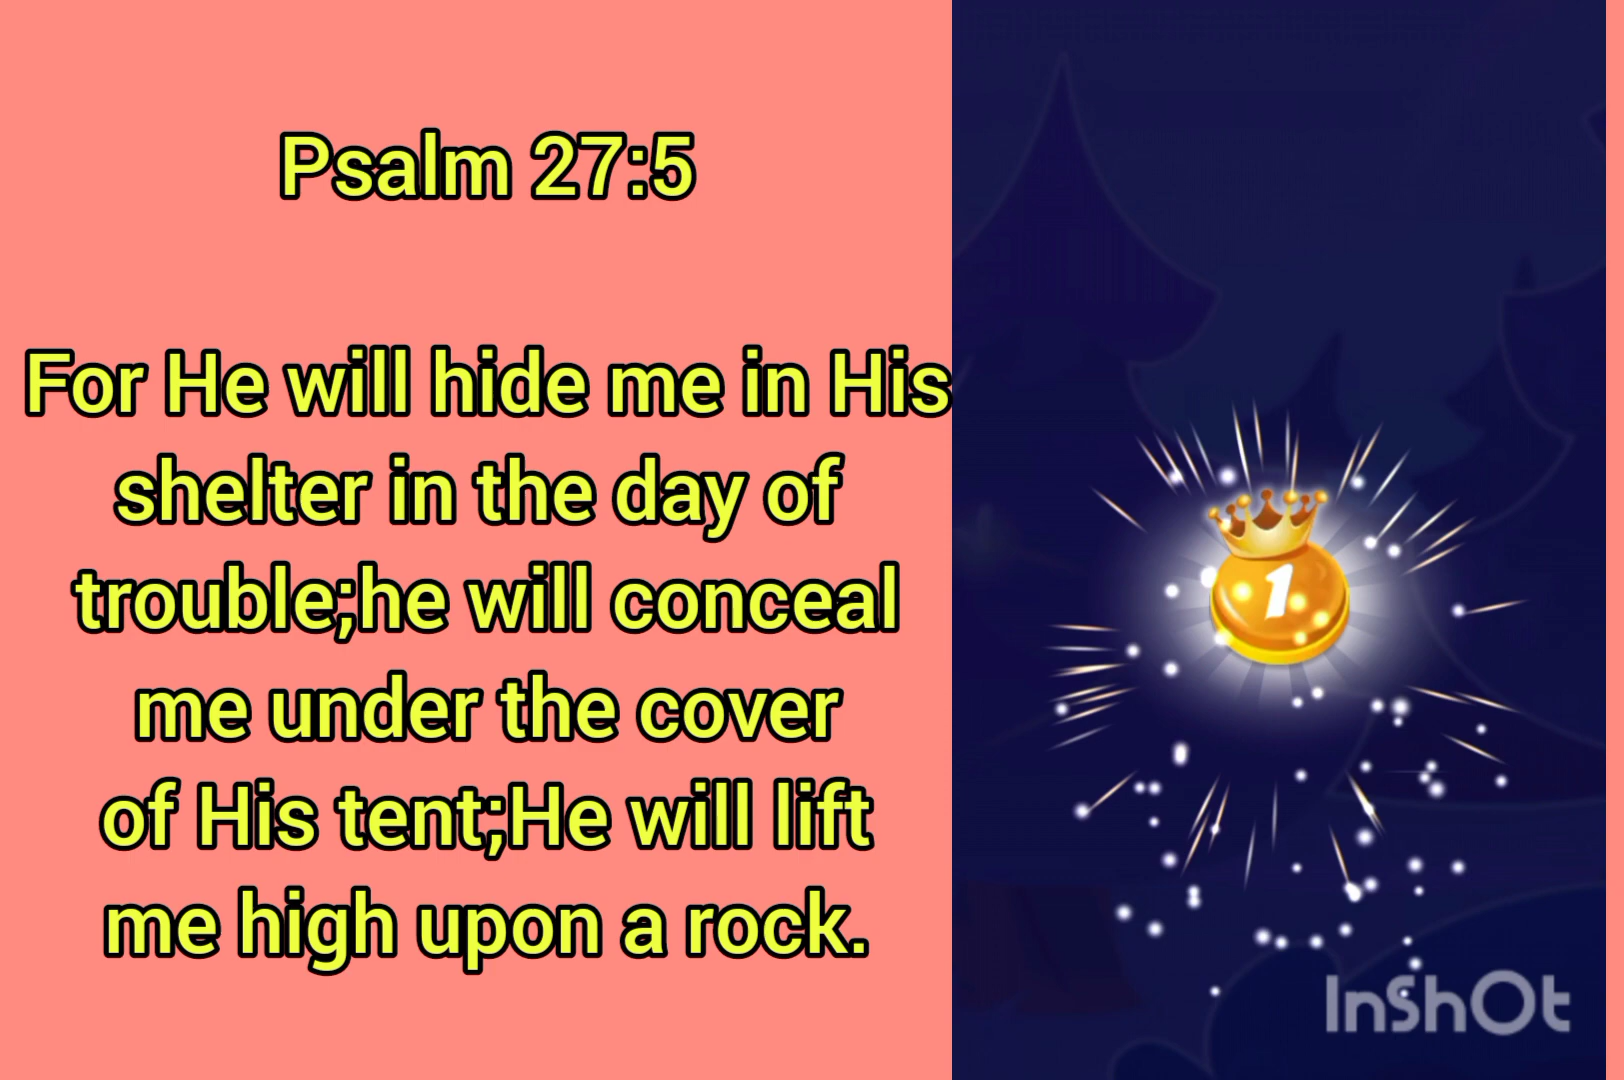 Psalm 27:5
For He will hide me in His
shelter in the day of
trouble;he will conceal
me under the cover
of His tent;He will lift
me high upon a rock.
1
InShOt